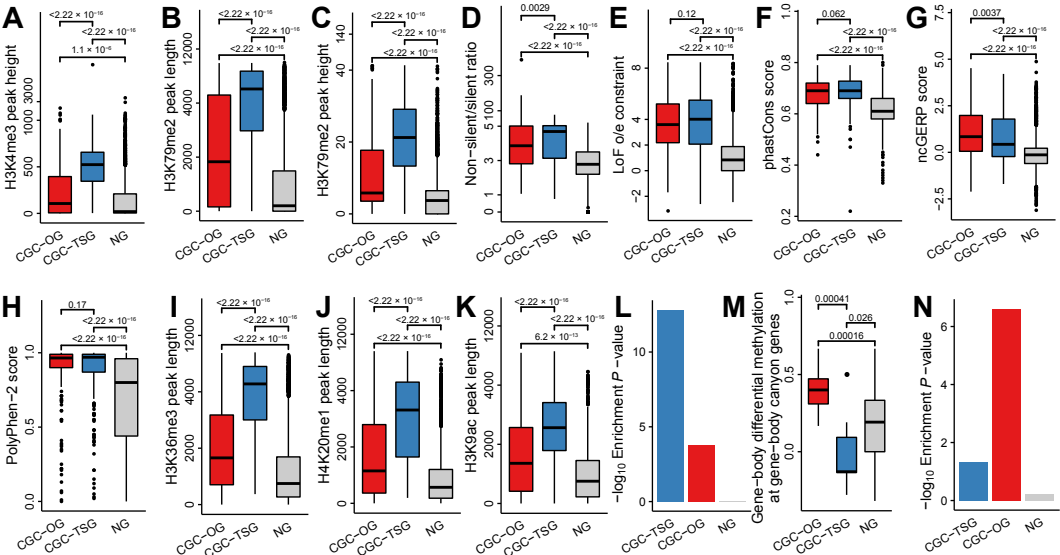 A
H3K4me3 peak height
<2.22 × 10⁻¹⁶
<2.22 × 10⁻¹⁶
1.1 × 10⁻⁶
3000
1500
500
0
CGC−OG
CGC−TSG
NG
B
H3K79me2 peak length
<2.22 × 10⁻¹⁶
<2.22 × 10⁻¹⁶
<2.22 × 10⁻¹⁶
12000
6000
2000
0
CGC−OG
CGC−TSG
NG
C
H3K79me2 peak height
<2.22 × 10⁻¹⁶
<2.22 × 10⁻¹⁶
<2.22 × 10⁻¹⁶
140
60
20
0
CGC−OG
CGC−TSG
NG
D
Non−silent/silent ratio
0.0029
<2.22 × 10⁻¹⁶
<2.22 × 10⁻¹⁶
300
100
5
3
1
0
CGC−OG
CGC−TSG
NG
E
LoF o/e constraint
0.12
<2.22 × 10⁻¹⁶
<2.22 × 10⁻¹⁶
8
6
4
2
0
−2
CGC−OG
CGC−TSG
NG
F
phastCons score
0.062
<2.22 × 10⁻¹⁶
<2.22 × 10⁻¹⁶
1.0
0.8
0.6
0.4
0.2
CGC−OG
CGC−TSG
NG
G
ncGERP score
0.0037
<2.22 × 10⁻¹⁶
<2.22 × 10⁻¹⁶
7.5
5.0
2.5
0.0
−2.5
CGC−OG
CGC−TSG
NG
H
PolyPhen−2 score
0.17
<2.22 × 10⁻¹⁶
<2.22 × 10⁻¹⁶
1.0
0.5
0.0
CGC−OG
CGC−TSG
NG
I
H3K36me3 peak length
<2.22 × 10⁻¹⁶
<2.22 × 10⁻¹⁶
<2.22 × 10⁻¹⁶
12000
6000
2000
0
CGC−OG
CGC−TSG
NG
J
H4K20me1 peak length
<2.22 × 10⁻¹⁶
<2.22 × 10⁻¹⁶
<2.22 × 10⁻¹⁶
12000
4000
2000
0
CGC−OG
CGC−TSG
NG
K
H3K9ac peak length
<2.22 × 10⁻¹⁶
<2.22 × 10⁻¹⁶
6.2 × 10⁻¹³
12000
4000
2000
0
CGC−OG
CGC−TSG
NG
L
−log₁₀ Enrichment P −value
10
5
0
CGC−TSG
CGC−OG
NG
M
Gene−body differential methylation
at gene−body canyon genes
0.00041
0.026
0.00016
1.0
0.5
0.0
CGC−OG
CGC−TSG
NG
N
−log₁₀ Enrichment P −value
6
4
2
0
CGC−TSG
CGC−OG
NG